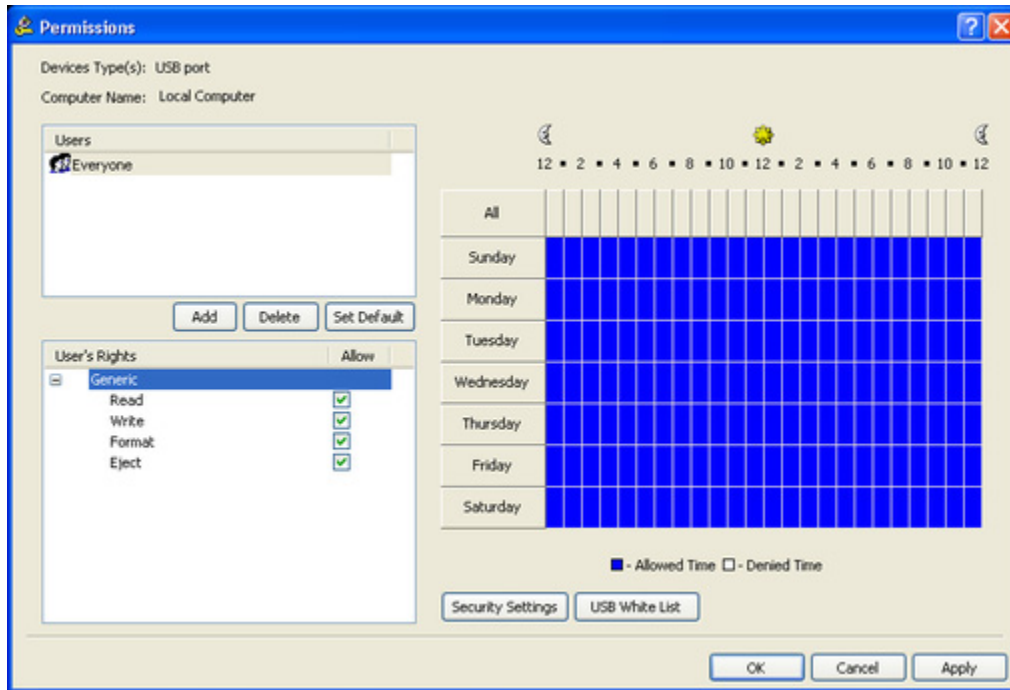 Permissions
Devices Type(s): USB port
Computer Name: Local Computer
Users
Everyone
Add Delete Set Default
User's Rights Allow
Generic
Read
Write
Format
Eject
12 • 2 • 4 • 6 • 8 • 10 • 12 • 2 • 4 • 6 • 8 • 10 • 12
All
Sunday
Monday
Tuesday
Wednesday
Thursday
Friday
Saturday
- Allowed Time - Denied Time
Security Settings USB White List
OK Cancel Apply